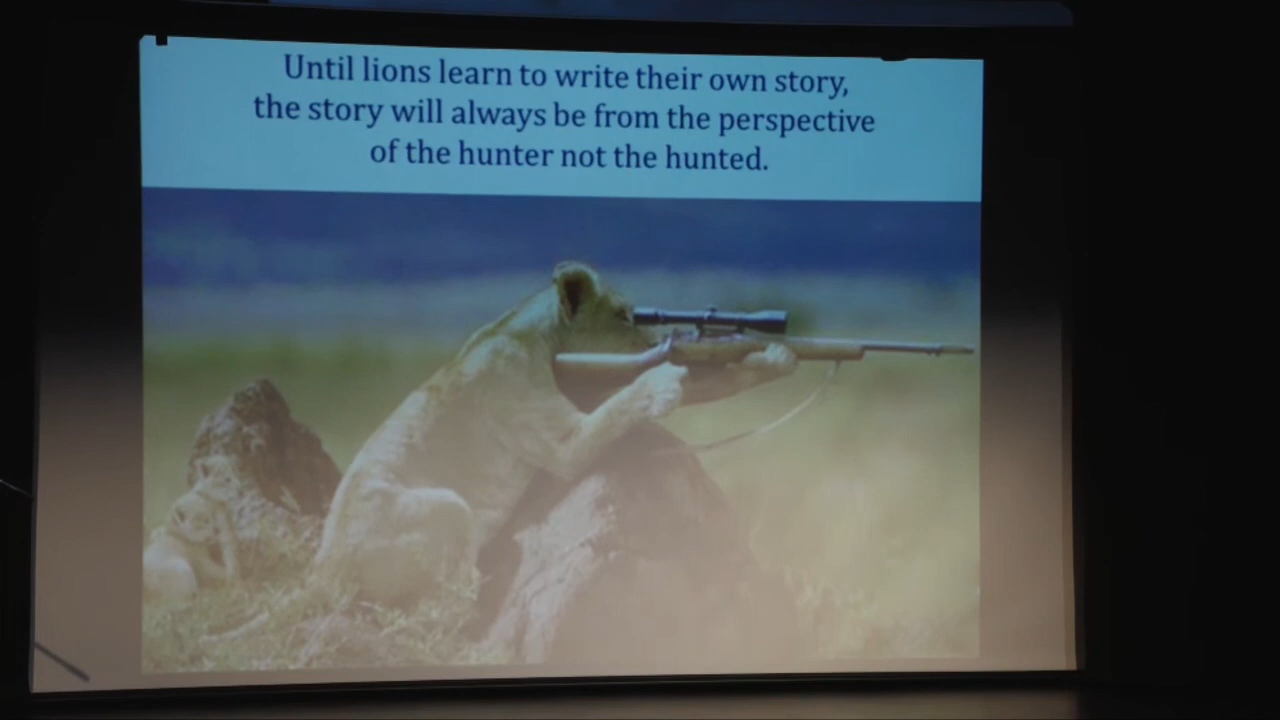 Until lions learn to write their own story,
the story will always be from the perspective
of the hunter not the hunted.